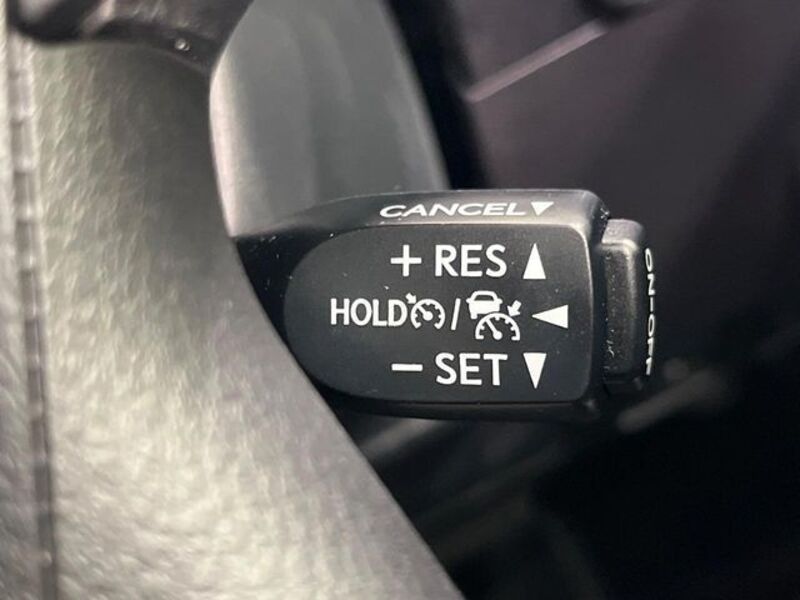 CANCEL▼
+ RES ▲
HOLD / ◀
− SET ▼
ON-OFF